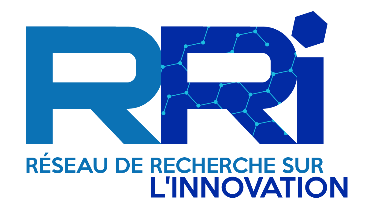 RRi
RÉSEAU DE RECHERCHE SUR
L'INNOVATION